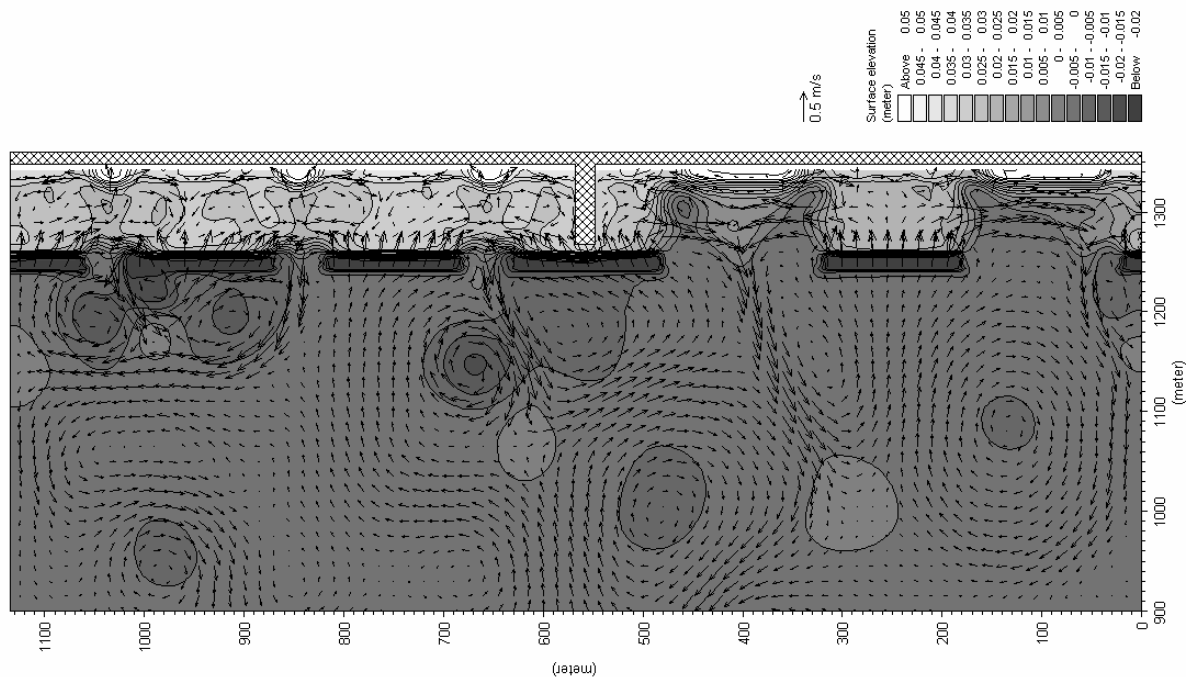 0.5 m/s
Surface elevation
(meter)
Above 0.05
0.045 - 0.05
0.04 - 0.045
0.035 - 0.04
0.03 - 0.035
0.025 - 0.03
0.02 - 0.025
0.015 - 0.02
0.01 - 0.015
0.005 - 0.01
0 - 0.005
-0.005 - 0
-0.01 - -0.005
-0.015 - -0.01
-0.02 - -0.015
Below -0.02
1300
1200
1100
1000
900
(meter)
1100 1000 900 800 700 600 500 400 300 200 100 0
(meter)